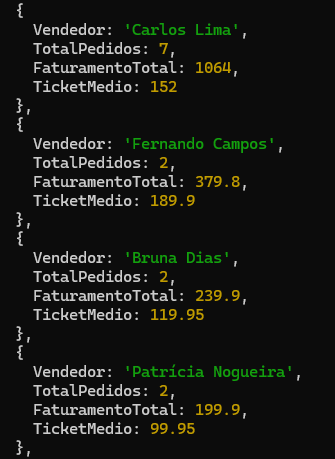 {
Vendedor: 'Carlos Lima',
TotalPedidos: 7,
FaturamentoTotal: 1064,
TicketMedio: 152
},
{
Vendedor: 'Fernando Campos',
TotalPedidos: 2,
FaturamentoTotal: 379.8,
TicketMedio: 189.9
},
{
Vendedor: 'Bruna Dias',
TotalPedidos: 2,
FaturamentoTotal: 239.9,
TicketMedio: 119.95
},
{
Vendedor: 'Patrícia Nogueira',
TotalPedidos: 2,
FaturamentoTotal: 199.9,
TicketMedio: 99.95
},